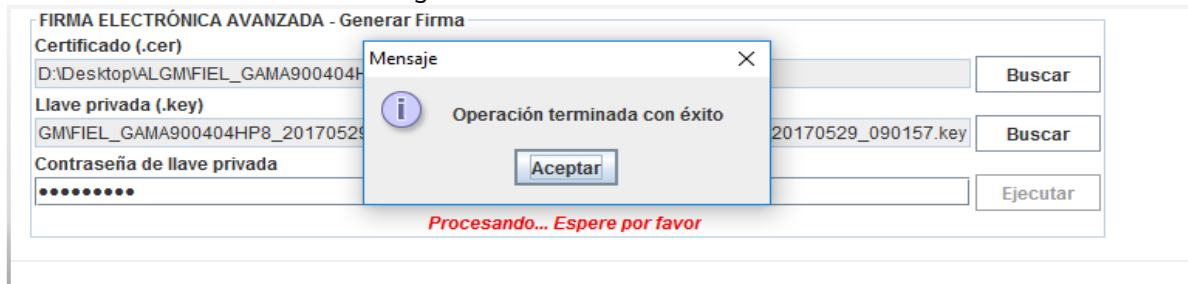 FIRMA ELECTRÓNICA AVANZADA - Generar Firma
Certificado (.cer)
Mensaje
D:\Desktop\ALGM\FIEL_GAMA900404H
Buscar
Llave privada (.key)
Operación terminada con éxito
GM\FIEL_GAMA900404HP8_20170529
20170529_090157.key
Buscar
Contraseña de llave privada
Aceptar
•••••••••
Ejecutar
Procesando... Espere por favor